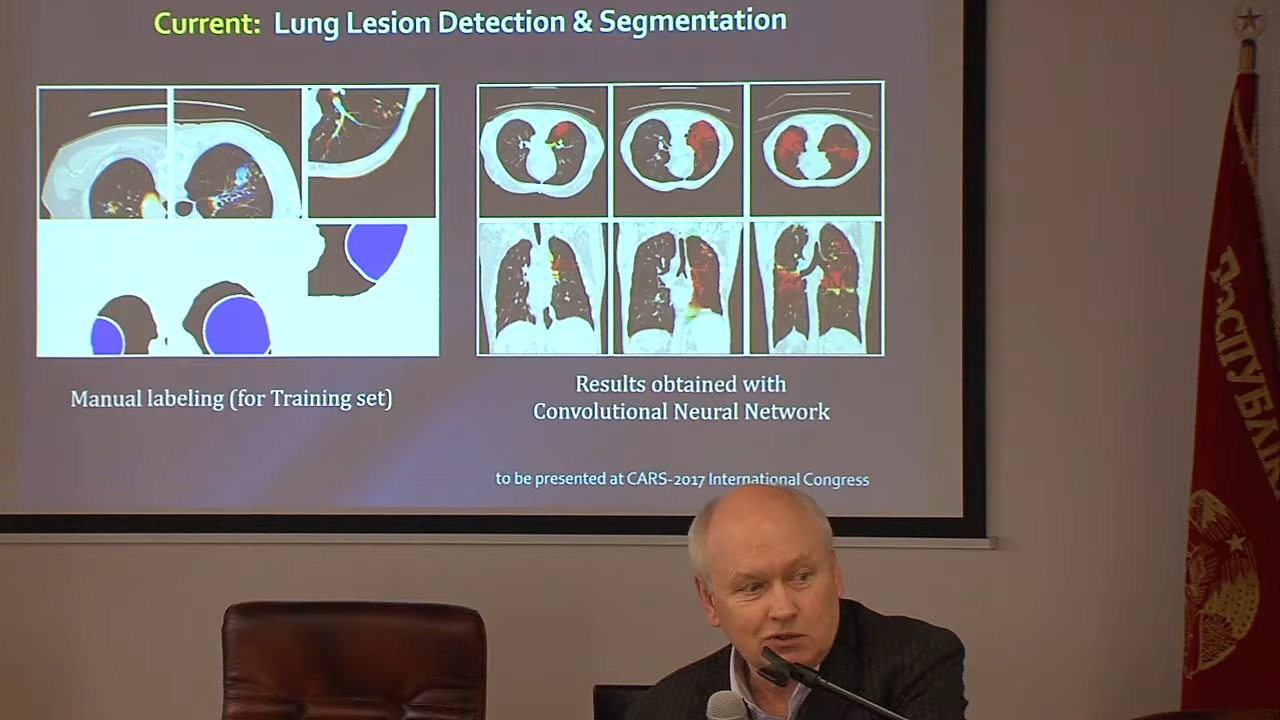 Current: Lung Lesion Detection & Segmentation
Manual labeling (for Training set)
Results obtained with
Convolutional Neural Network
to be presented at CARS-2017 International Congress